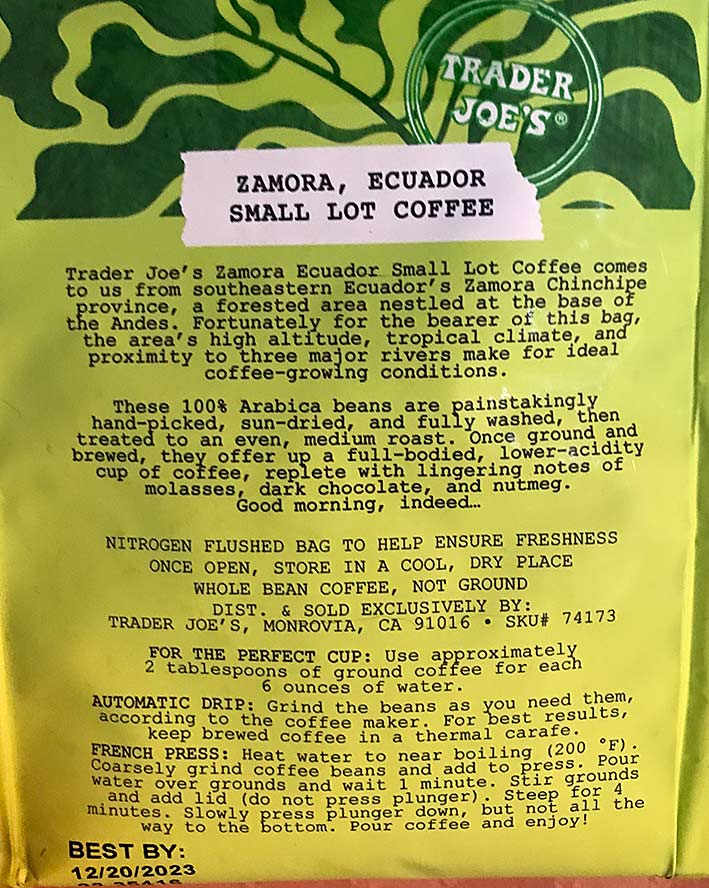 TRADER
JOE'S®
ZAMORA, ECUADOR
SMALL LOT COFFEE
Trader Joe's Zamora Ecuador Small Lot Coffee comes
to us from southeastern Ecuador's Zamora Chinchipe
province, a forested area nestled at the base of
the Andes. Fortunately for the bearer of this bag,
the area's high altitude, tropical climate, and
proximity to three major rivers make for ideal
coffee-growing conditions.
These 100% Arabica beans are painstakingly
hand-picked, sun-dried, and fully washed, then
treated to an even, medium roast. Once ground and
brewed, they offer up a full-bodied, lower-acidity
cup of coffee, replete with lingering notes of
molasses, dark chocolate, and nutmeg.
Good morning, indeed…
NITROGEN FLUSHED BAG TO HELP ENSURE FRESHNESS
ONCE OPEN, STORE IN A COOL, DRY PLACE
WHOLE BEAN COFFEE, NOT GROUND
DIST. & SOLD EXCLUSIVELY BY:
TRADER JOE'S, MONROVIA, CA 91016 • SKU# 74173
FOR THE PERFECT CUP: Use approximately
2 tablespoons of ground coffee for each
6 ounces of water.
AUTOMATIC DRIP: Grind the beans as you need them,
according to the coffee maker. For best results,
keep brewed coffee in a thermal carafe.
FRENCH PRESS: Heat water to near boiling (200 °F).
Coarsely grind coffee beans and add to press. Pour
water over grounds and wait 1 minute. Stir grounds
and add lid (do not press plunger). Steep for 4
minutes. Slowly press plunger down, but not all the
way to the bottom. Pour coffee and enjoy!
BEST BY:
12/20/2023